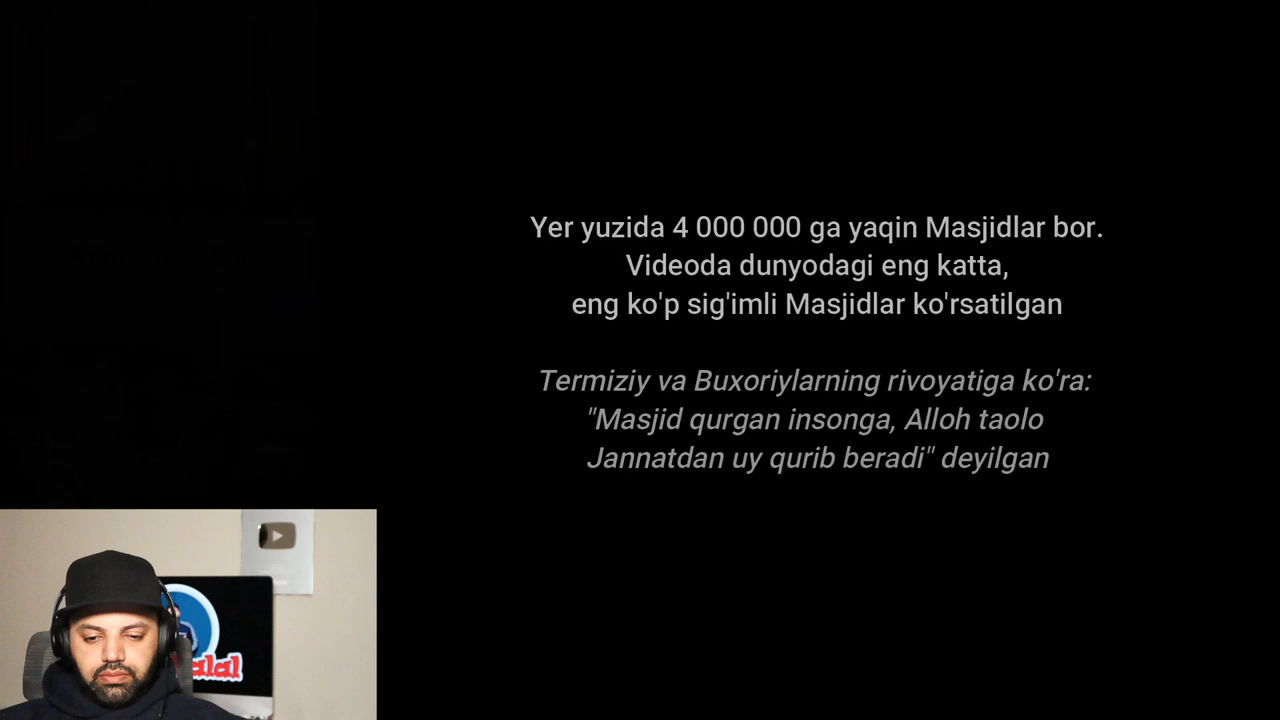 Yer yuzida 4 000 000 ga yaqin Masjidlar bor.
Videoda dunyodagi eng katta,
eng ko'p sig'imli Masjidlar ko'rsatilgan
Termiziy va Buxoriylarning rivoyatiga ko'ra:
"Masjid qurgan insonga, Alloh taolo
Jannatdan uy qurib beradi" deyilgan